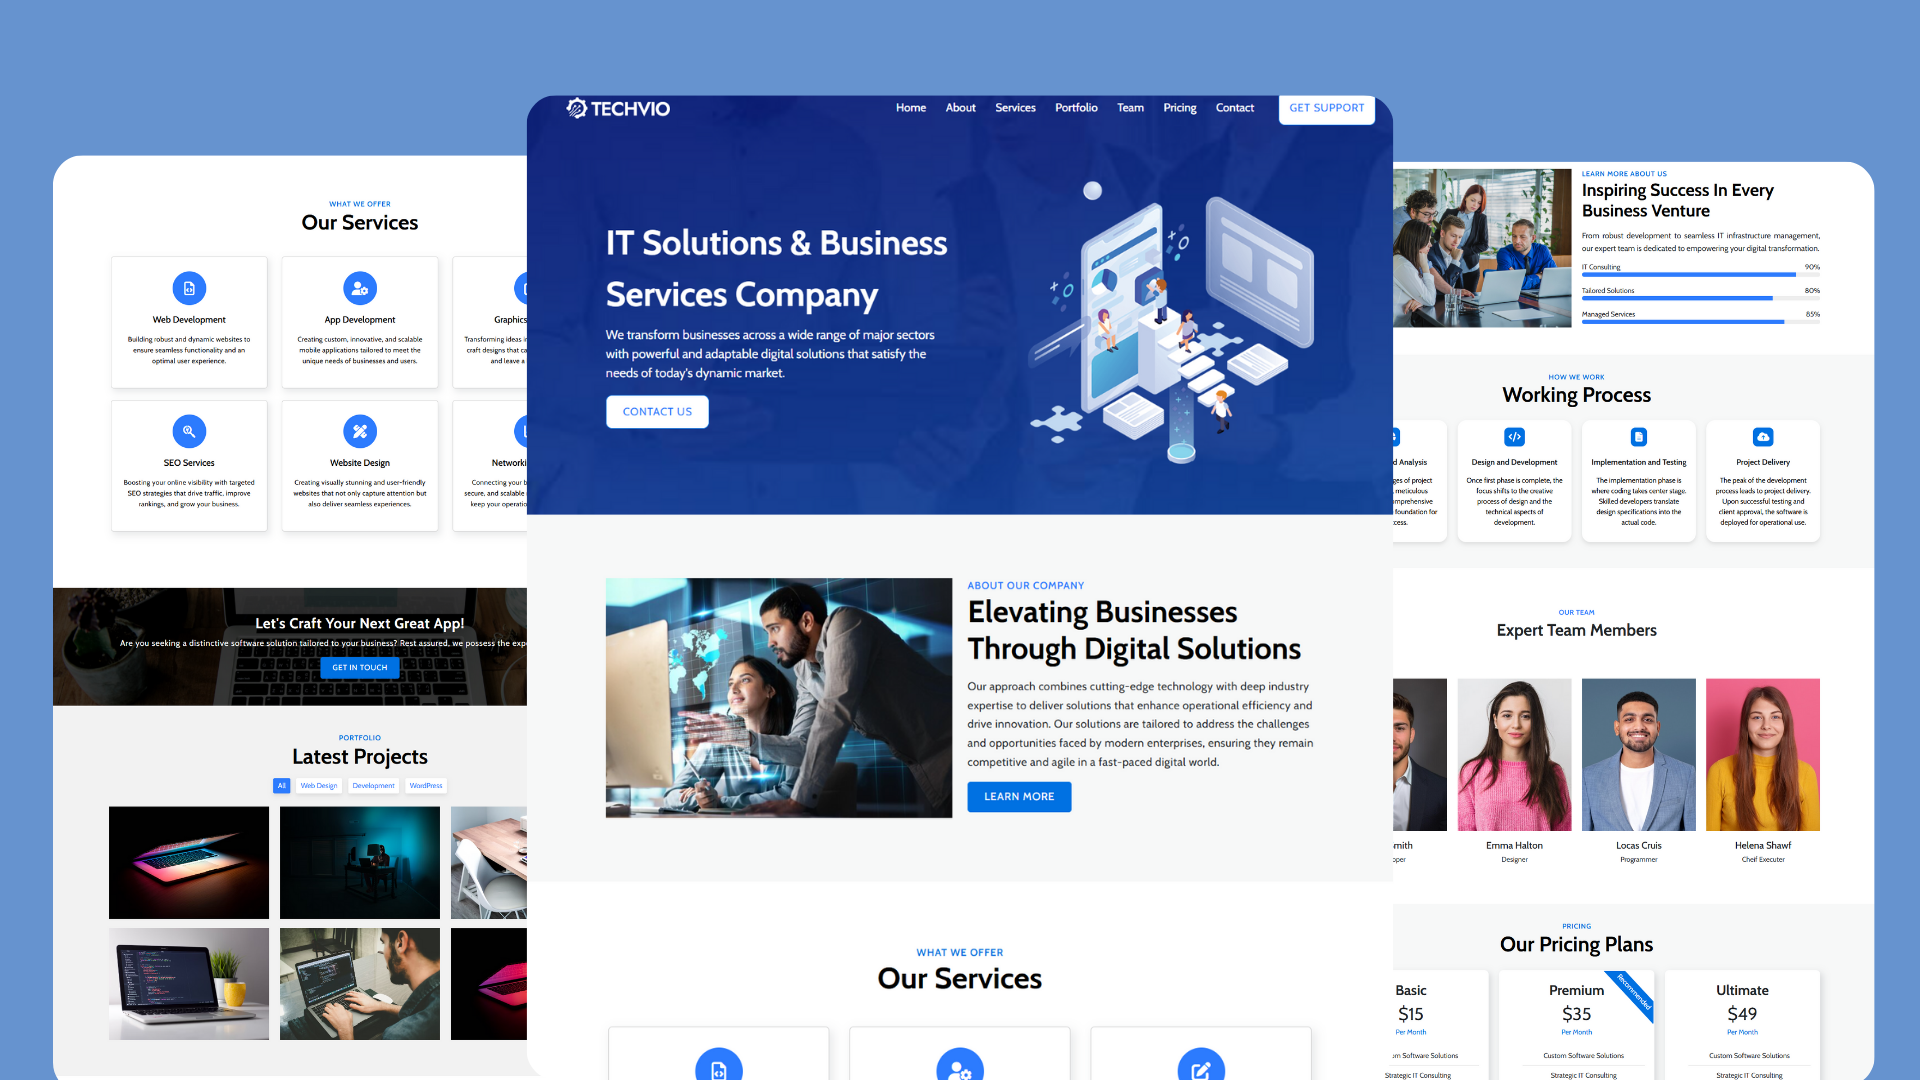 WHAT WE OFFER
Our Services
Web Development
Building robust and dynamic websites to
ensure seamless functionality and an
optimal user experience.
App Development
Creating custom, innovative, and scalable
mobile applications tailored to meet the
unique needs of businesses and users.
Graphics
Transforming ideas
craft designs that
and leave a
SEO Services
Boosting your online visibility with targeted
SEO strategies that drive traffic, improve
rankings, and grow your business.
Website Design
Creating visually stunning and user-friendly
websites that not only capture attention but
also deliver seamless experiences.
Connecting your
secure, and scalable
keep your
Let's Craft Your Next Great App!
Are you seeking a distinctive software solution tailored to your business? Rest assured, we possess the
GET IN TOUCH
PORTFOLIO
Latest Projects
All
Web Design
Development
WordPress
TECHVIO
Home
About
Services
Portfolio
Team
Pricing
Contact
GET SUPPORT
IT Solutions & Business
Services Company
We transform businesses across a wide range of major sectors
with powerful and adaptable digital solutions that satisfy the
needs of today's dynamic market.
CONTACT US
ABOUT OUR COMPANY
Elevating Businesses
Through Digital Solutions
Our approach combines cutting-edge technology with deep industry
expertise to deliver solutions that enhance operational efficiency and
drive innovation. Our solutions are tailored to address the challenges
and opportunities faced by modern enterprises, ensuring they remain
competitive and agile in a fast-paced digital world.
LEARN MORE
WHAT WE OFFER
Our Services
LEARN MORE ABOUT US
Inspiring Success In Every
Business Venture
From robust development to seamless IT infrastructure management,
our expert team is dedicated to empowering your digital transformation.
IT Consulting 90%
Tailored Solutions 80%
Managed Services 85%
HOW WE WORK
Working Process
Analysis
of project
meticulous
foundation for
Design and Development
Once first phase is complete, the
focus shifts to the creative
process of design and the
technical aspects of
development.
Implementation and Testing
The implementation phase is
where coding takes center stage.
Skilled developers translate
design specifications into the
actual code.
Project Delivery
The peak of the development
process leads to project delivery.
Upon successful testing and
client approval, the software is
deployed for operational use.
OUR TEAM
Expert Team Members
Emma Halton
Designer
Locas Cruis
Programmer
Helena Shawf
Cheif Executer
PRICING
Our Pricing Plans
Basic
$15
Per Month
Software Solutions
Strategic IT Consulting
Recommended
Premium
$35
Per Month
Custom Software Solutions
Strategic IT Consulting
Ultimate
$49
Per Month
Custom Software Solutions
Strategic IT Consulting